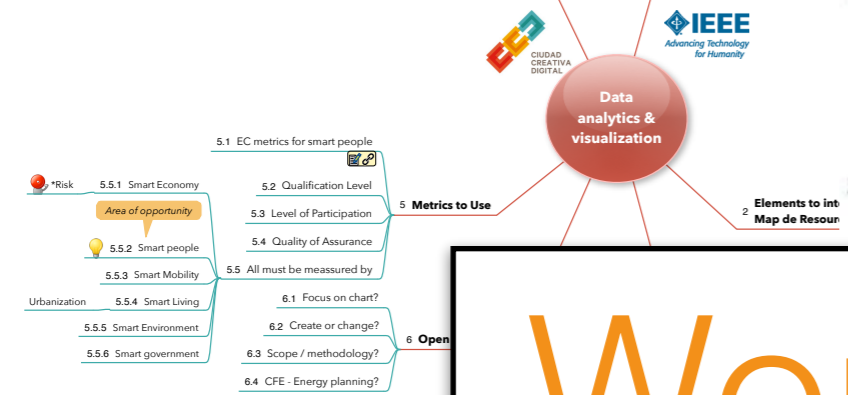 IEEE
Advancing Technology
for Humanity
CIUDAD
CREATIVA
DIGITAL
Data
analytics &
visualization
5.1 EC metrics for smart people
*Risk
5.5.1 Smart Economy
5.2 Qualification Level
5 Metrics to Use
Elements to int
2
Map de Resour
Area of opportunity
5.3 Level of Participation
5.4 Quality of Assurance
5.5.2 Smart people
5.5.3 Smart Mobility
5.5 All must be meassured by
Urbanization
5.5.4 Smart Living
6.1 Focus on chart?
5.5.5 Smart Environment
6.2 Create or change?
6 Open
5.5.6 Smart government
6.3 Scope / methodology?
6.4 CFE - Energy planning?